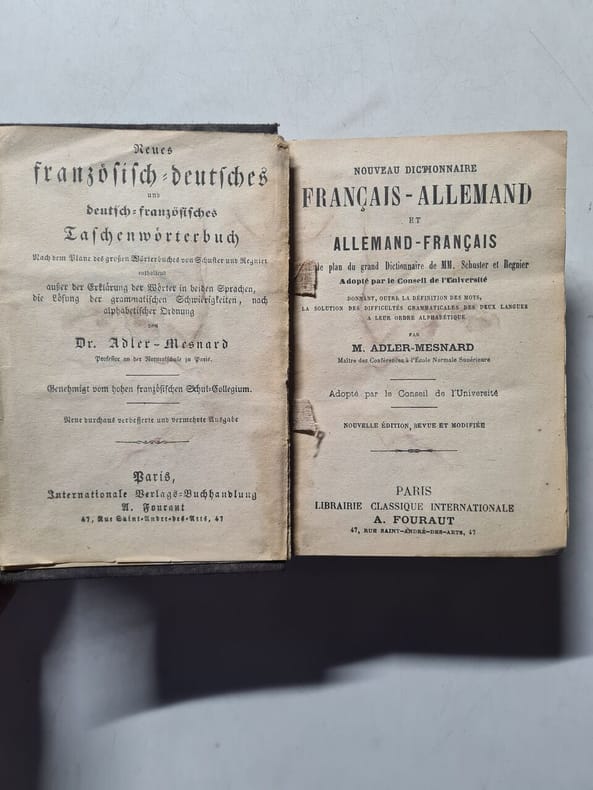 Neues
französisch-deutsches
und
deutsch-französisches
Taschenwörterbuch
Nach dem Plane des großen Wörterbuches von Schuster und Regnier
enthaltend
außer der Erklärung der Wörter in beiden Sprachen,
die Lösung der grammatischen Schwierigkeiten, nach
alphabetischer Ordnung
von
Dr. Adler-Mesnard
Professor an der Normalschule zu Paris.
Genehmigt vom hohen französischen Schul-Collegium.
Neue durchaus verbesserte und vermehrte Ausgabe
Paris,
Internationale Verlags-Buchhandlung
A. Fouraut
47, Rue Saint-Andre-des-Arts, 47
NOUVEAU DICTIONNAIRE
FRANÇAIS-ALLEMAND
ET
ALLEMAND-FRANÇAIS
le plan du grand Dictionnaire de MM. Schuster et Regnier
Adopté par le Conseil de l'Université
DONNANT, OUTRE LA DÉFINITION DES MOTS,
LA SOLUTION DES DIFFICULTÉS GRAMMATICALES DES DEUX LANGUES
A LEUR ORDRE ALPHABÉTIQUE
PAR
M. ADLER-MESNARD
Maître des Conférences à l'École Normale Supérieure
Adopté par le Conseil de l'Université
NOUVELLE ÉDITION, REVUE ET MODIFIÉE
PARIS
LIBRAIRIE CLASSIQUE INTERNATIONALE
A. FOURAUT
47, RUE SAINT-ANDRÉ-DES-ARTS, 47